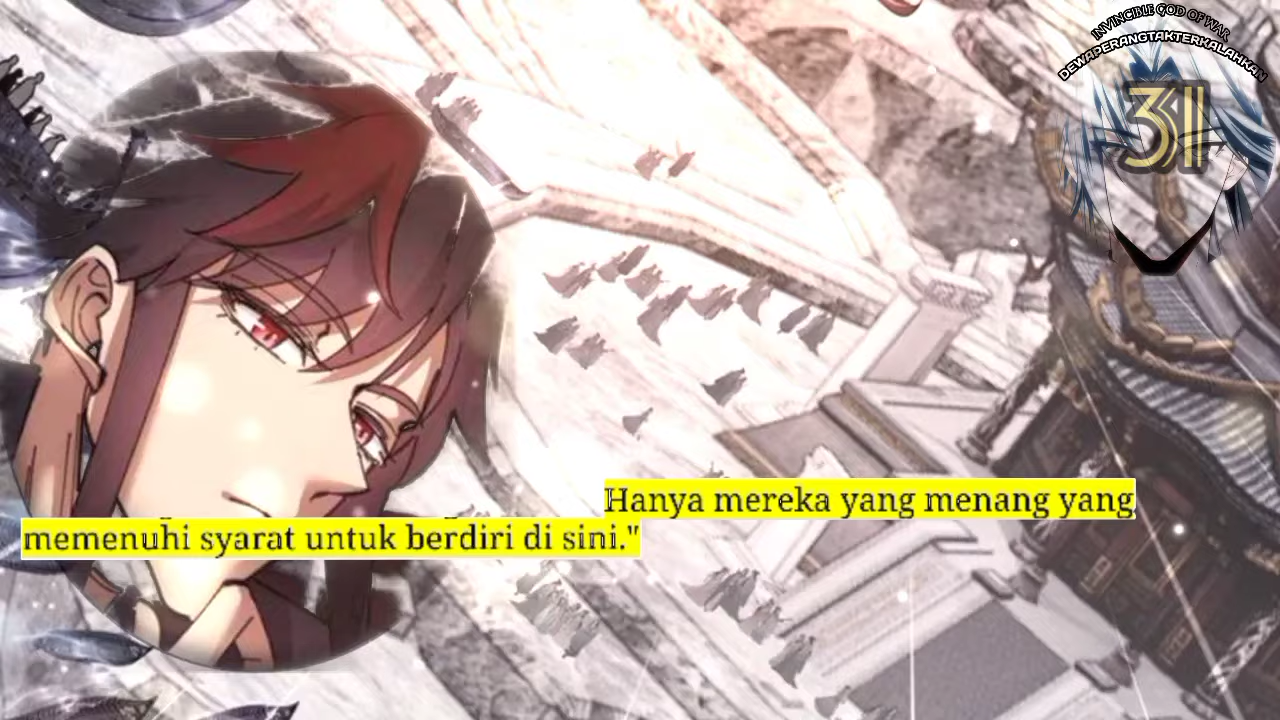 INVINCIBLE GOD OF WAR
DEWAPERANGTAKTERKALAHKAN
31
Hanya mereka yang menang yang
memenuhi syarat untuk berdiri di sini."